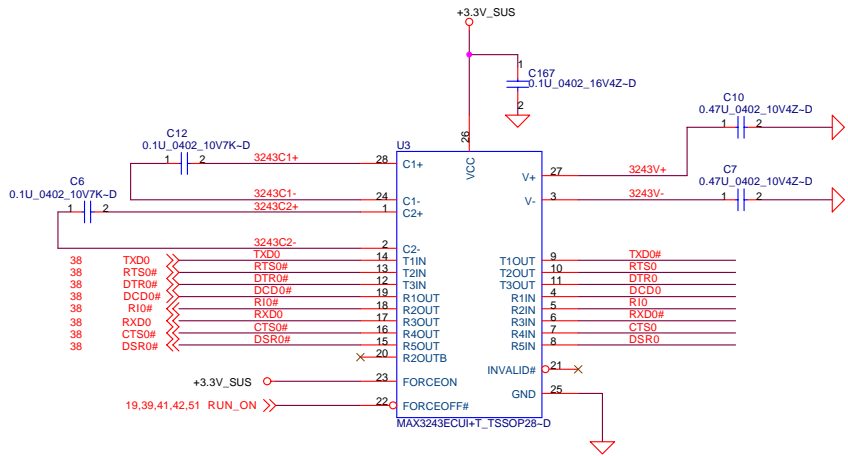 +3.3V_SUS
1
C167
0.1U_0402_16V4Z~D
2
C10
0.47U_0402_10V4Z~D
1 2
C12
0.1U_0402_10V7K~D
1 2
3243C1+
28
C1+
U3
26
VCC
V+
27
3243V+
C7
0.47U_0402_10V4Z~D
1 2
V-
3
3243V-
C6
0.1U_0402_10V7K~D
1 2
3243C1-
24
C1-
3243C2+
1
C2+
3243C2-
2
C2-
38 TXD0 TXD0 14 T1IN T1OUT 9 TXD0#
38 RTS0# RTS0# 13 T2IN T2OUT 10 RTS0
38 DTR0# DTR0# 12 T3IN T3OUT 11 DTR0
38 DCD0# DCD0# 19 R1OUT R1IN 4 DCD0
38 RI0# RI0# 18 R2OUT R2IN 5 RI0
38 RXD0 RXD0 17 R3OUT R3IN 6 RXD0#
38 CTS0# CTS0# 16 R4OUT R4IN 7 CTS0
38 DSR0# DSR0# 15 R5OUT R5IN 8 DSR0
20 R2OUTB
INVALID# 21
+3.3V_SUS 23 FORCEON
GND 25
19,39,41,42,51 RUN_ON 22 FORCEOFF#
MAX3243ECUI+T_TSSOP28~D